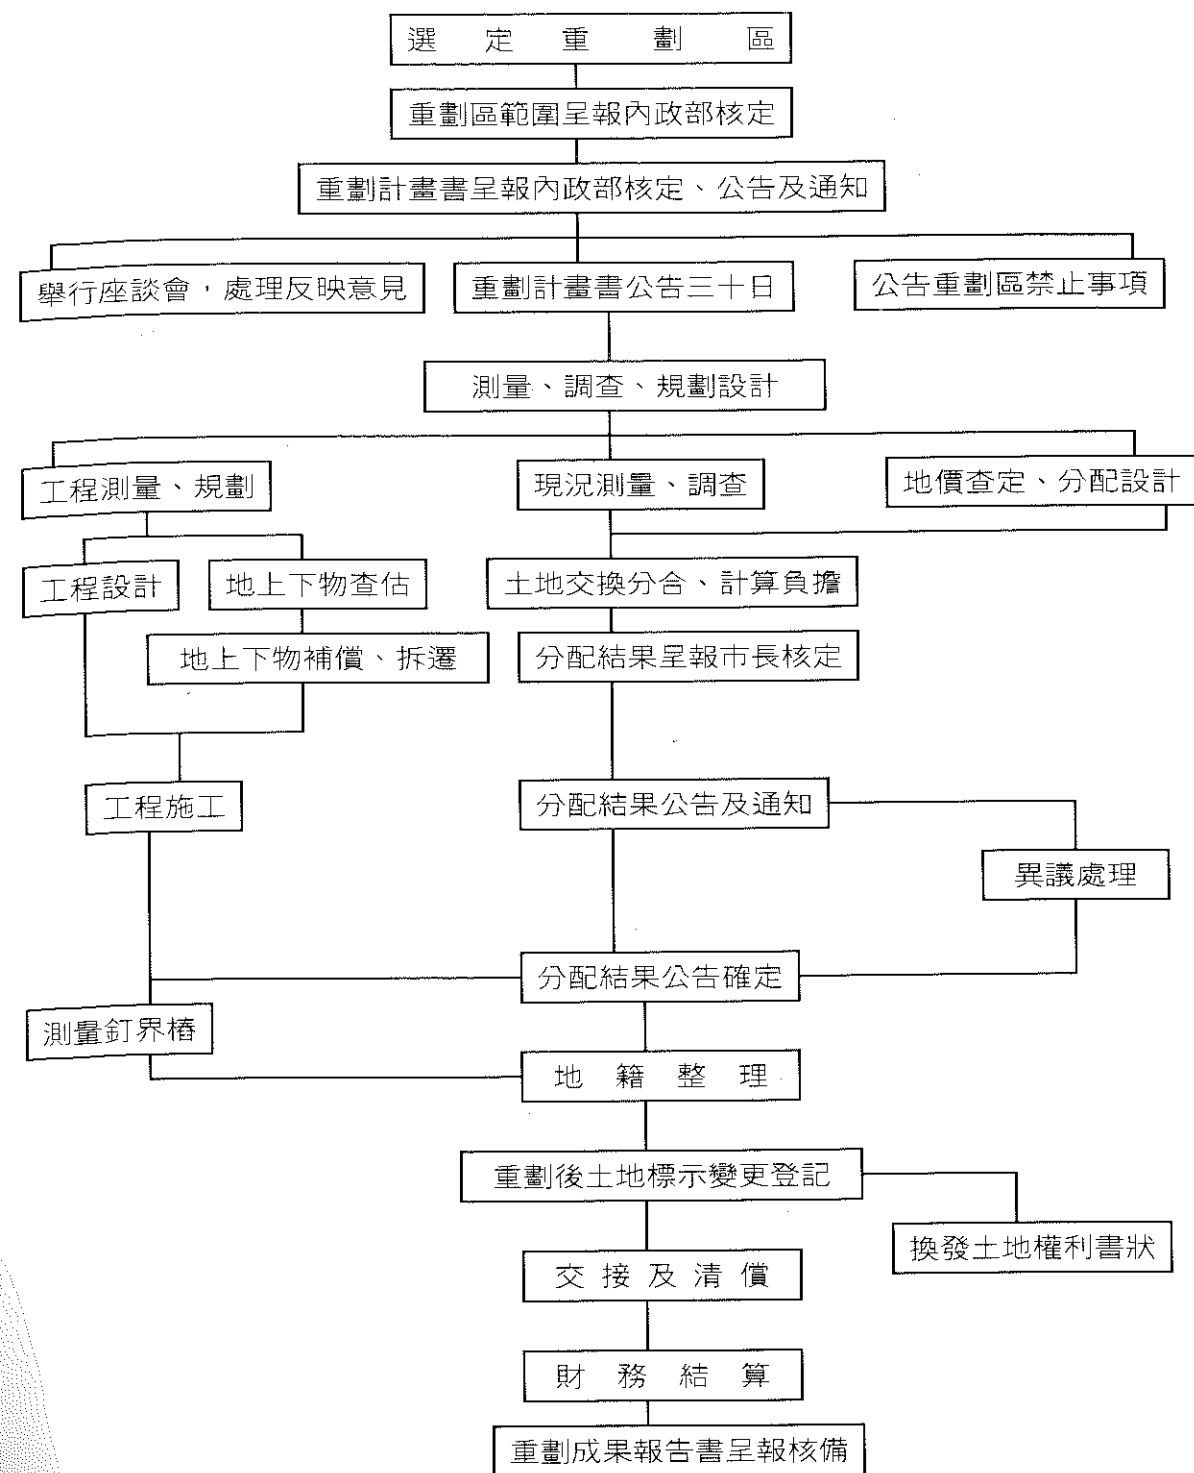 選定重劃區
重劃區範圍呈報內政部核定
重劃計畫書呈報內政部核定、公告及通知
舉行座談會，處理反映意見
重劃計畫書公告三十日
公告重劃區禁止事項
測量、調查、規劃設計
工程測量、規劃
現況測量、調查
地價查定、分配設計
工程設計
地上下物查估
土地交換分合、計算負擔
地上下物補償、拆遷
分配結果呈報市長核定
工程施工
分配結果公告及通知
異議處理
分配結果公告確定
測量釘界樁
地籍整理
重劃後土地標示變更登記
換發土地權利書狀
交接及清償
財務結算
重劃成果報告書呈報核備